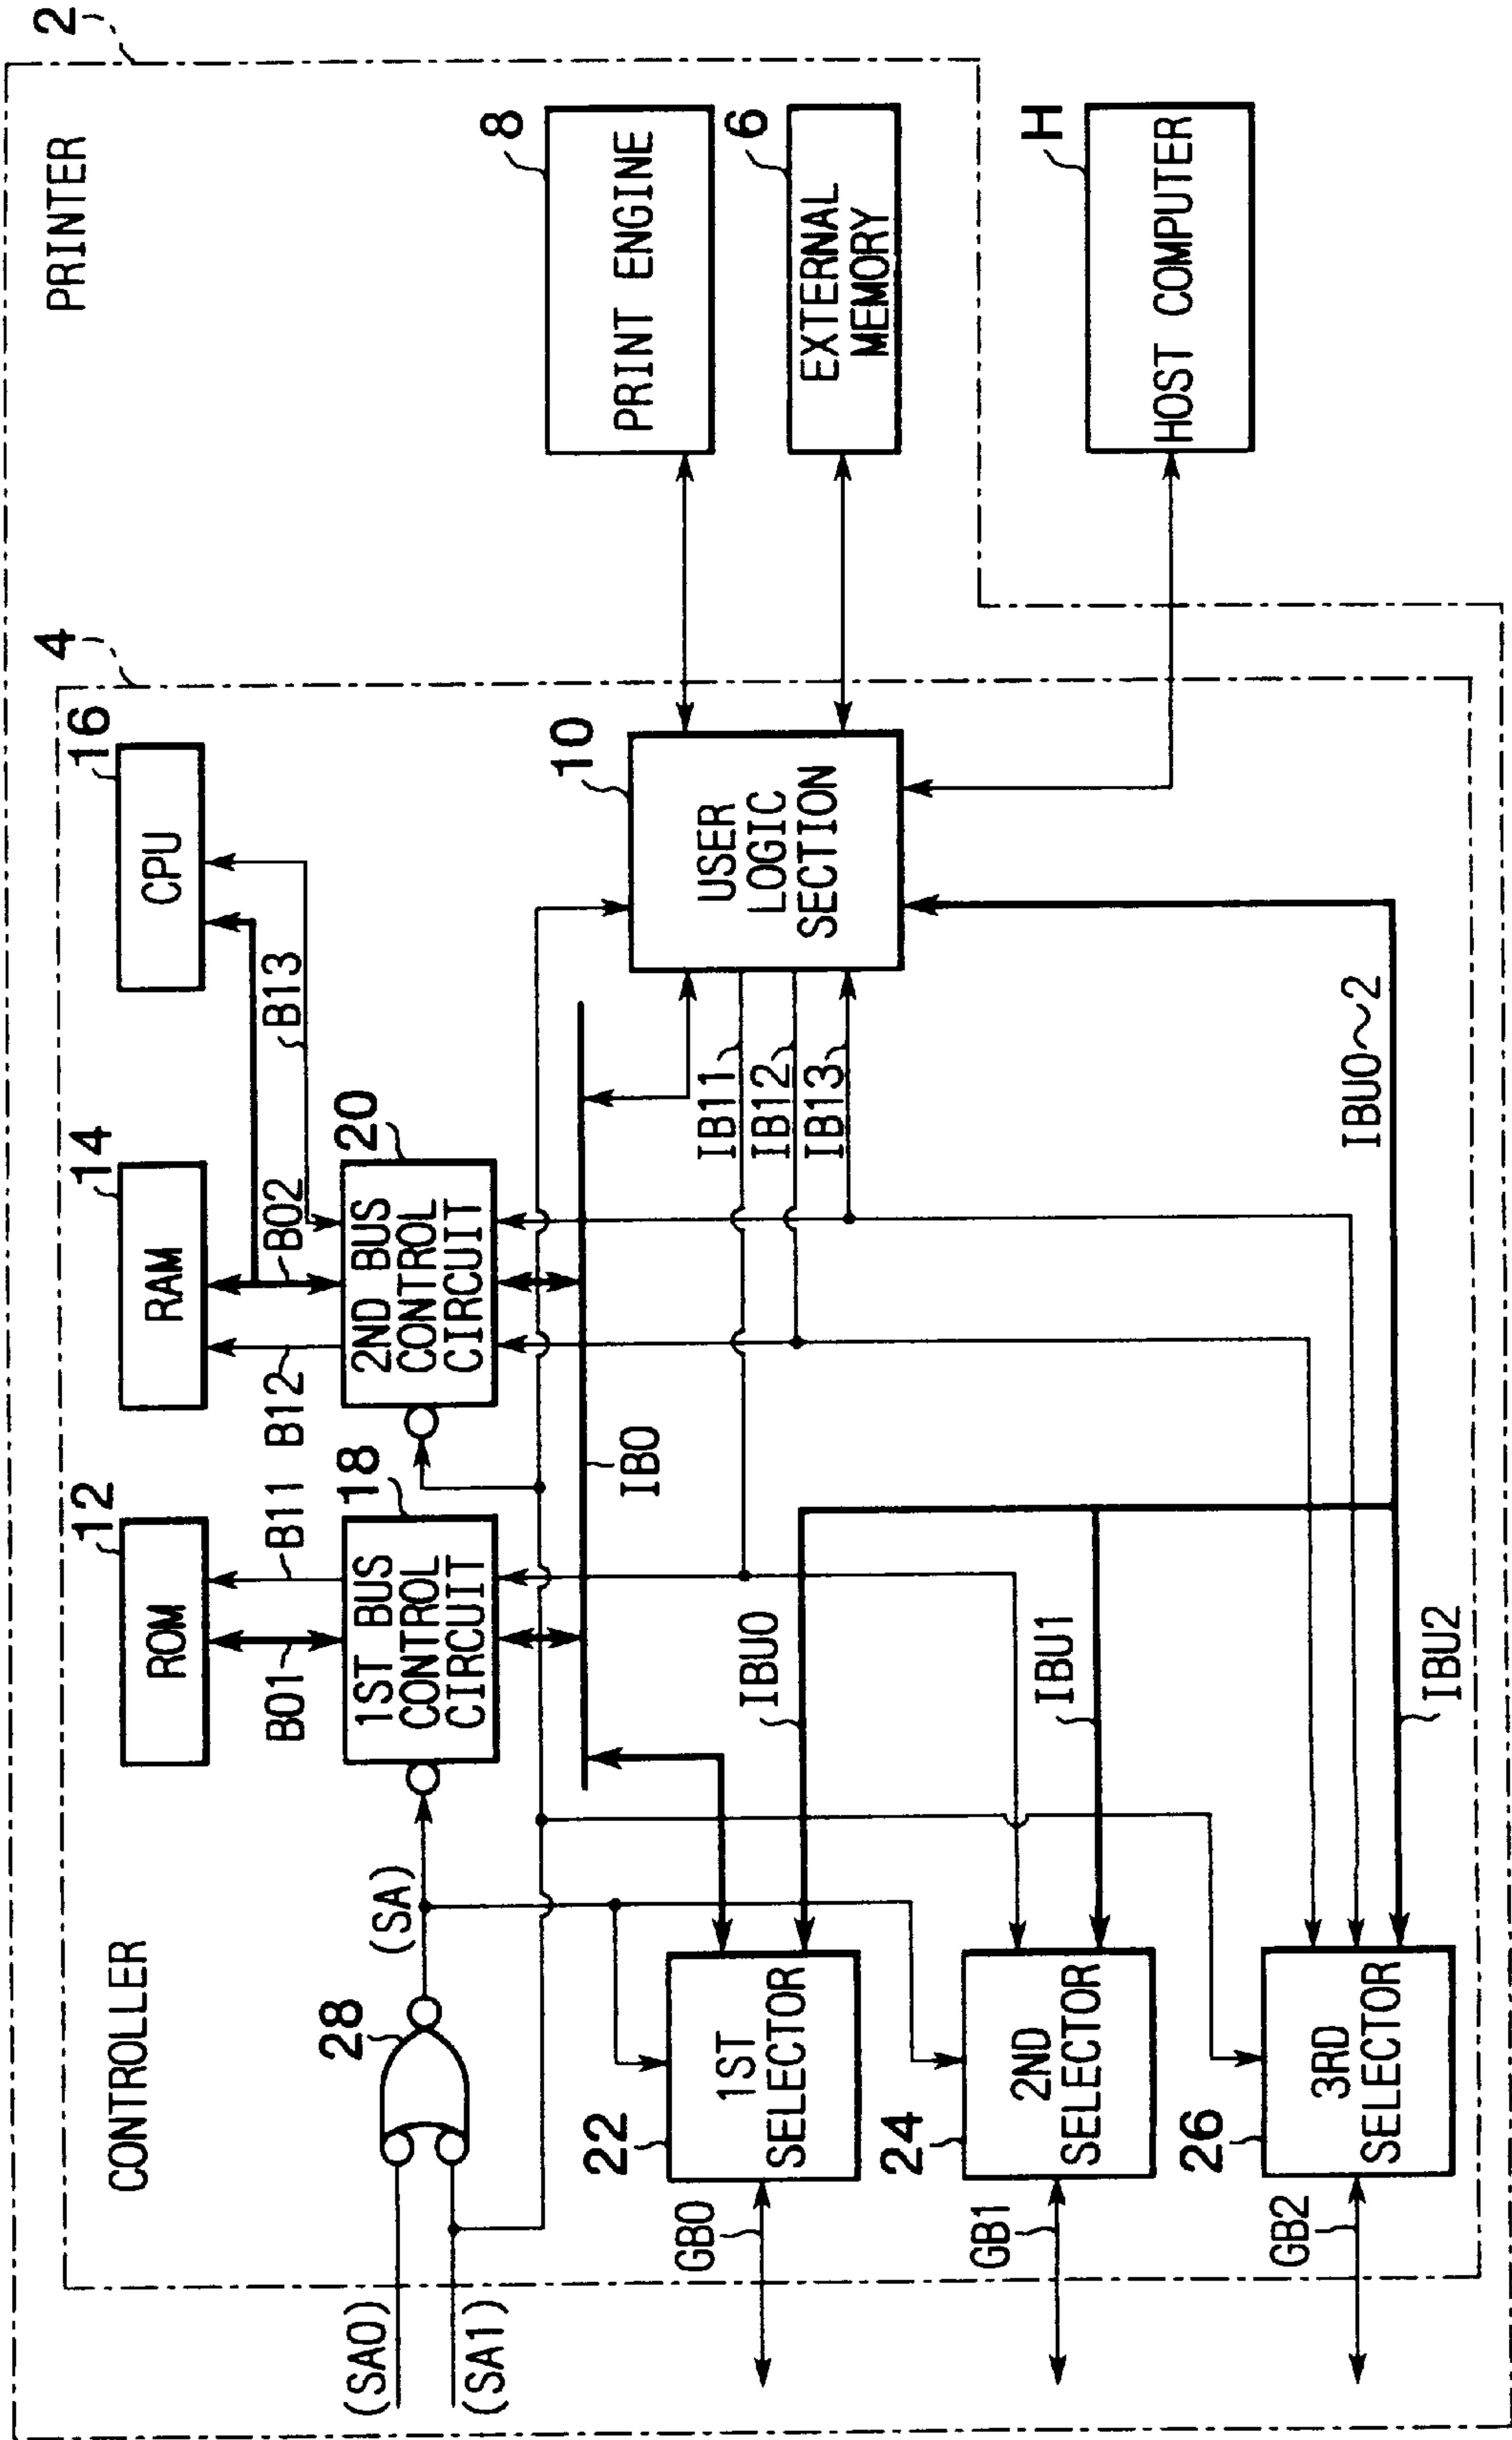 PRINTER
2
CONTROLLER
4
ROM
12
RAM
14
CPU
16
B01
B11
B12
B02
B13
1ST BUS
CONTROL
CIRCUIT
18
2ND BUS
CONTROL
CIRCUIT
20
28
(SA)
(SA0)
(SA1)
IB0
PRINT ENGINE
8
EXTERNAL
MEMORY
6
HOST COMPUTER
H
USER
LOGIC
SECTION
10
IB11
IB12
IB13
1ST
SELECTOR
22
GB0
IBU0
2ND
SELECTOR
24
GB1
IBU1
3RD
SELECTOR
26
GB2
IBU2
IBU0~2